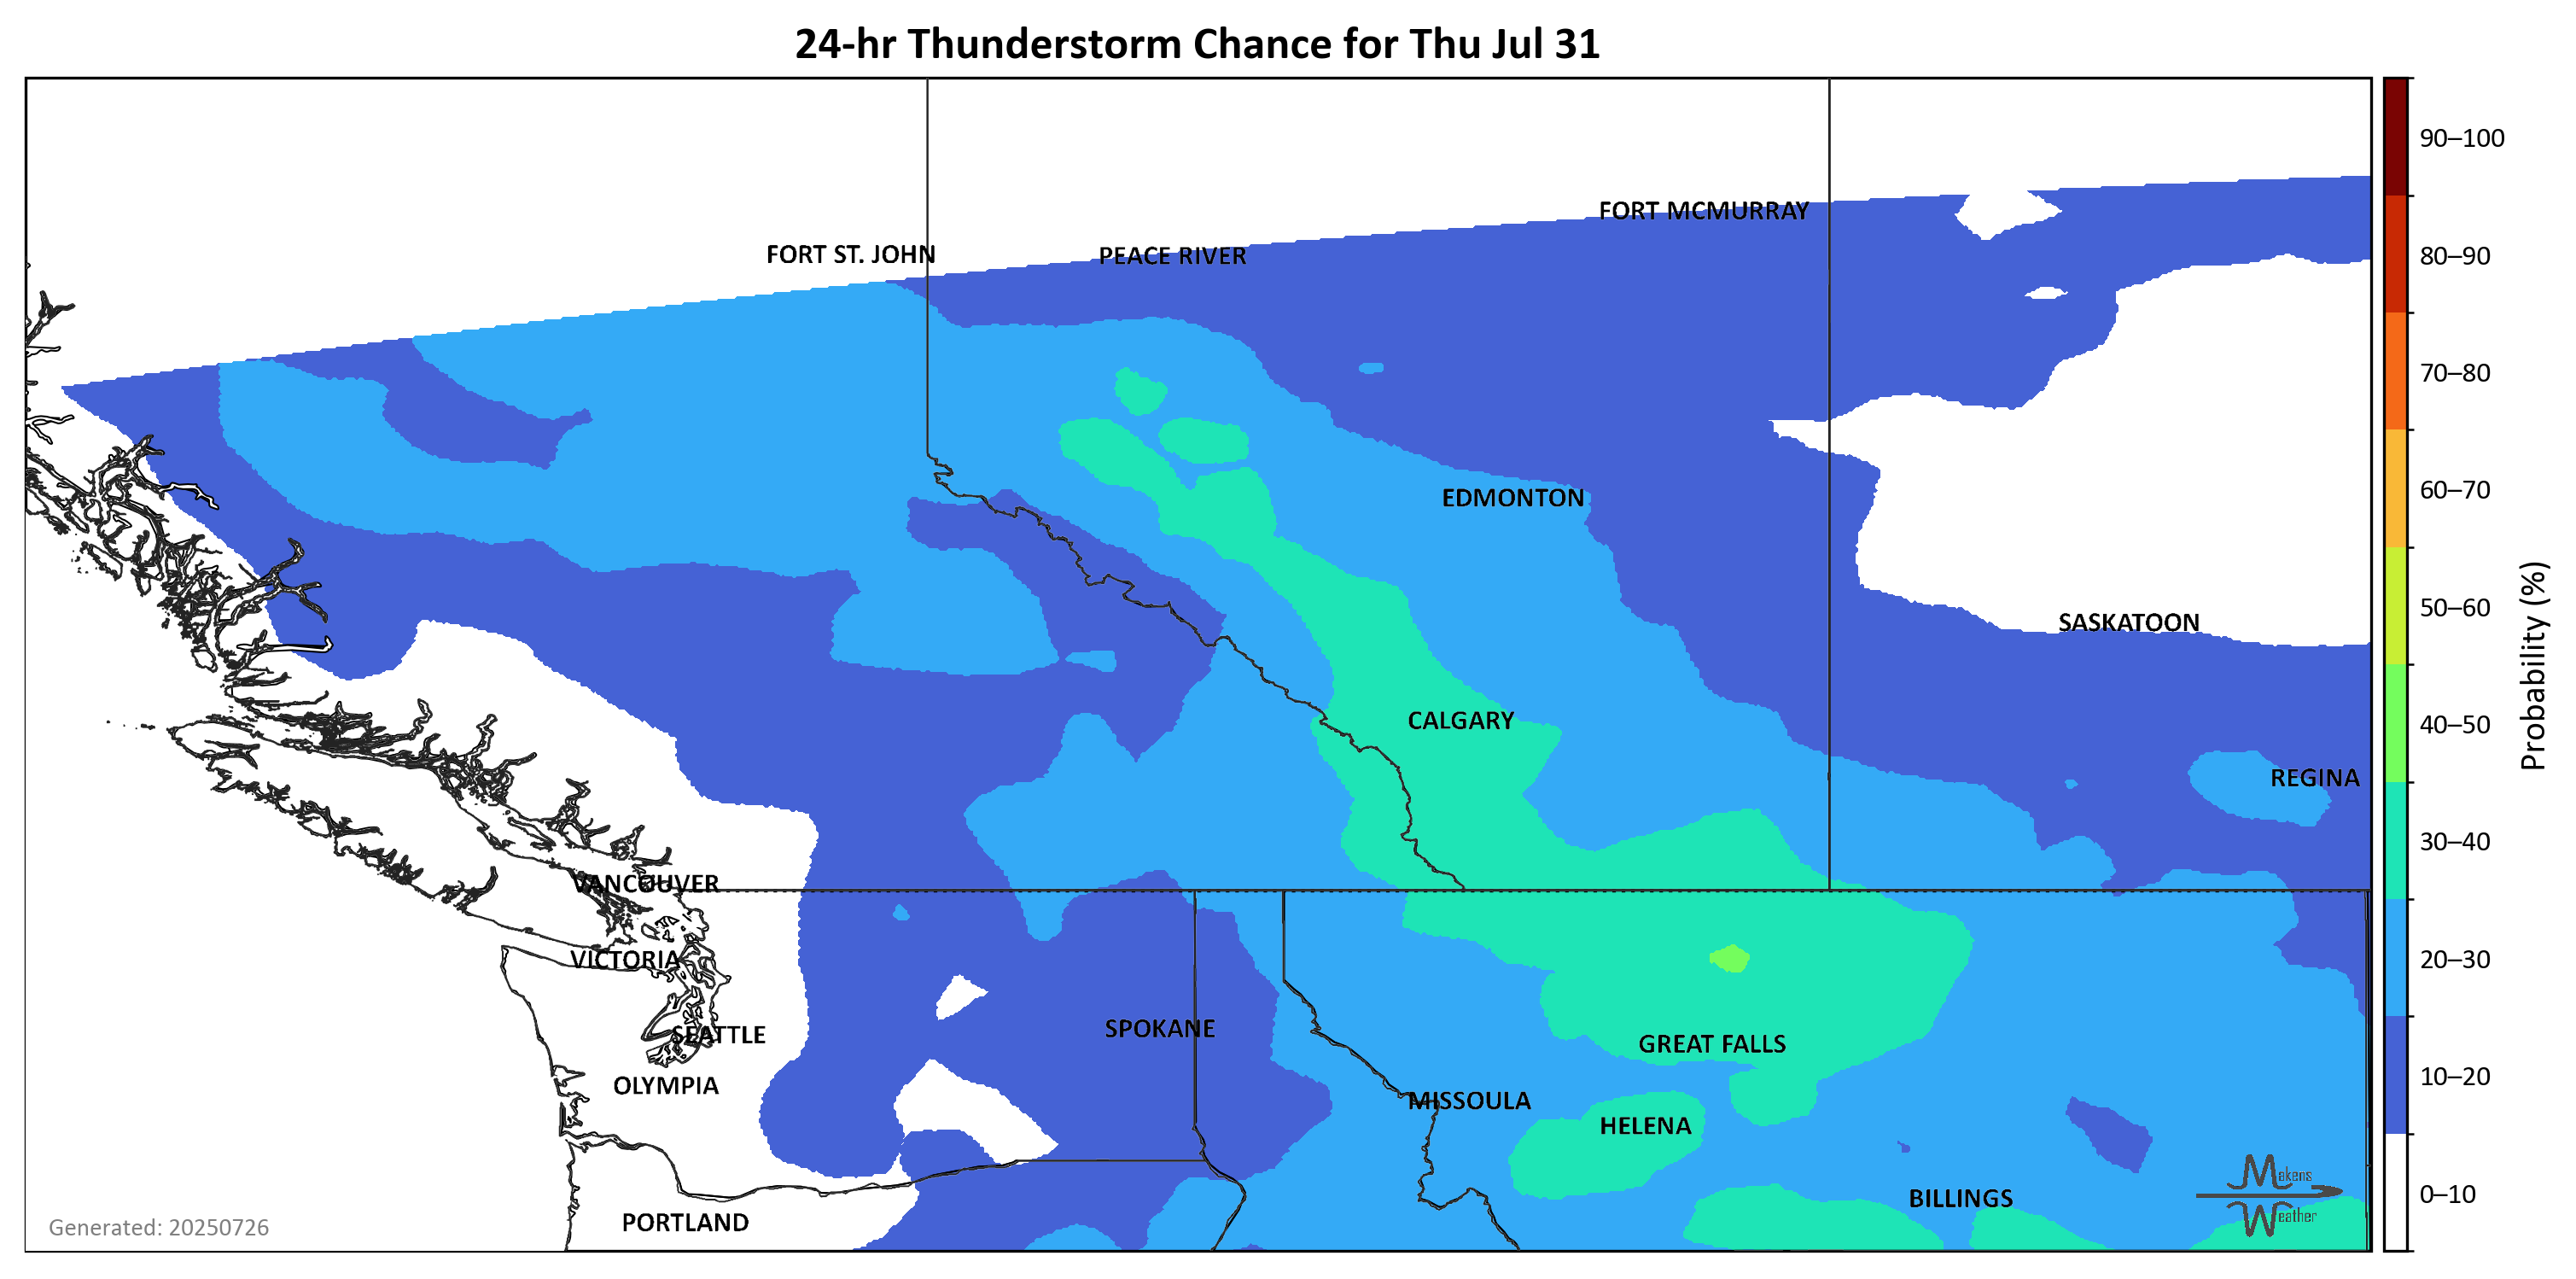 24-hr Thunderstorm Chance for Thu Jul 31
90–100
FORT MCMURRAY
FORT ST. JOHN
PEACE RIVER
80–90
70–80
60–70
EDMONTON
50–60
SASKATOON
Probability (%)
CALGARY
40–50
REGINA
30–40
VANCOUVER
VICTORIA
20–30
SPOKANE
SEATTLE
GREAT FALLS
OLYMPIA
MISSOULA
10–20
HELENA
Makens
Weather
BILLINGS
0–10
PORTLAND
Generated: 20250726